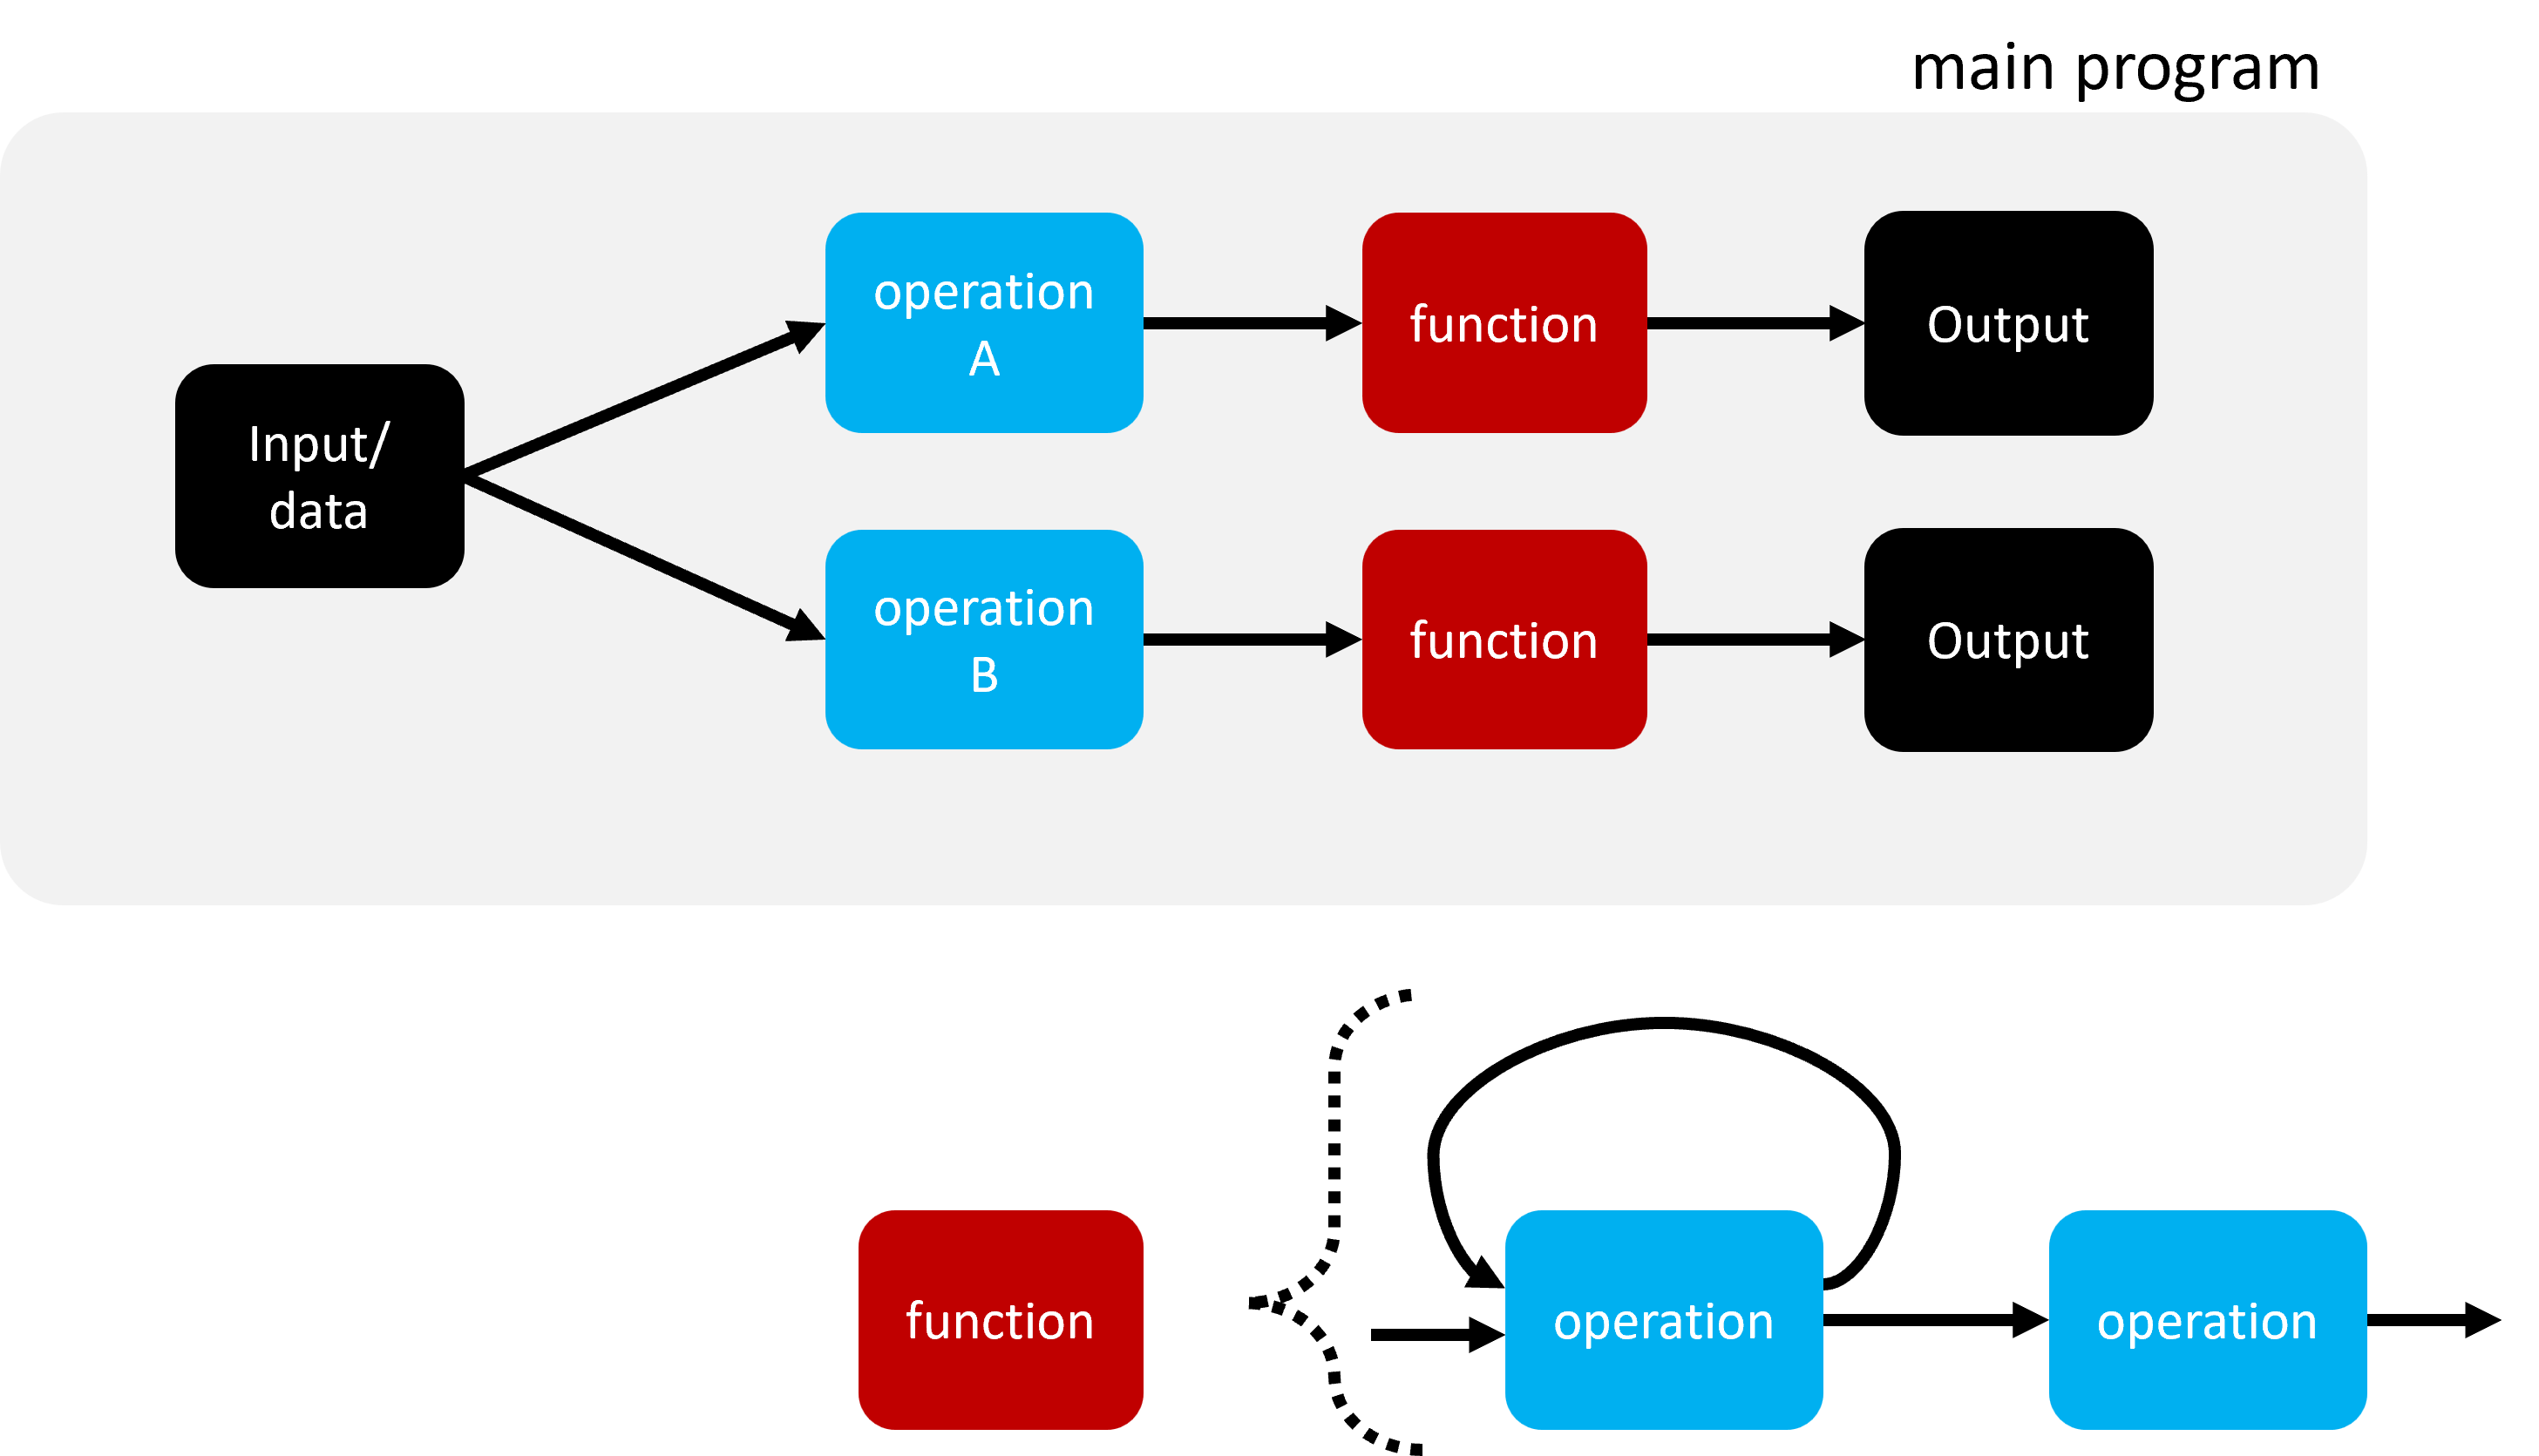 main program
Input/
data
operation
A
function
Output
operation
B
function
Output
function
operation
operation